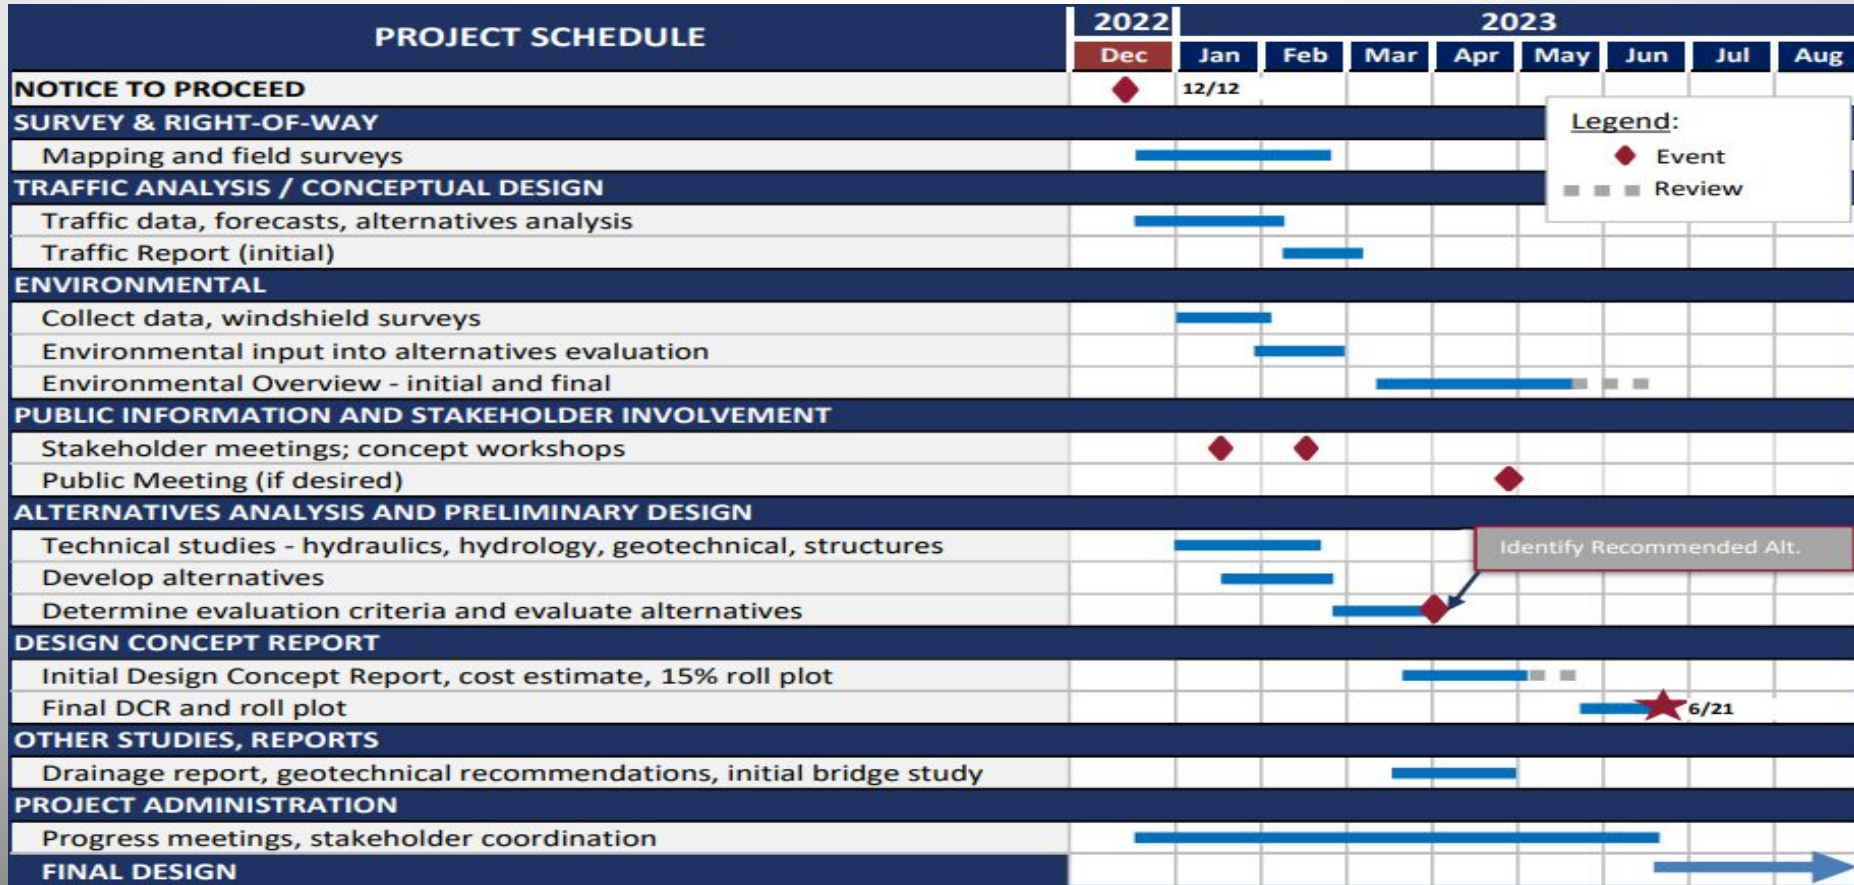 PROJECT SCHEDULE
2022 2023
Dec Jan Feb Mar Apr May Jun Jul Aug
NOTICE TO PROCEED 12/12
SURVEY & RIGHT-OF-WAY
Legend:
Event
Review
Mapping and field surveys
TRAFFIC ANALYSIS / CONCEPTUAL DESIGN
Traffic data, forecasts, alternatives analysis
Traffic Report (initial)
ENVIRONMENTAL
Collect data, windshield surveys
Environmental input into alternatives evaluation
Environmental Overview - initial and final
PUBLIC INFORMATION AND STAKEHOLDER INVOLVEMENT
Stakeholder meetings; concept workshops
Public Meeting (if desired)
ALTERNATIVES ANALYSIS AND PRELIMINARY DESIGN
Technical studies - hydraulics, hydrology, geotechnical, structures
Identify Recommended Alt.
Develop alternatives
Determine evaluation criteria and evaluate alternatives
DESIGN CONCEPT REPORT
Initial Design Concept Report, cost estimate, 15% roll plot
Final DCR and roll plot 6/21
OTHER STUDIES, REPORTS
Drainage report, geotechnical recommendations, initial bridge study
PROJECT ADMINISTRATION
Progress meetings, stakeholder coordination
FINAL DESIGN